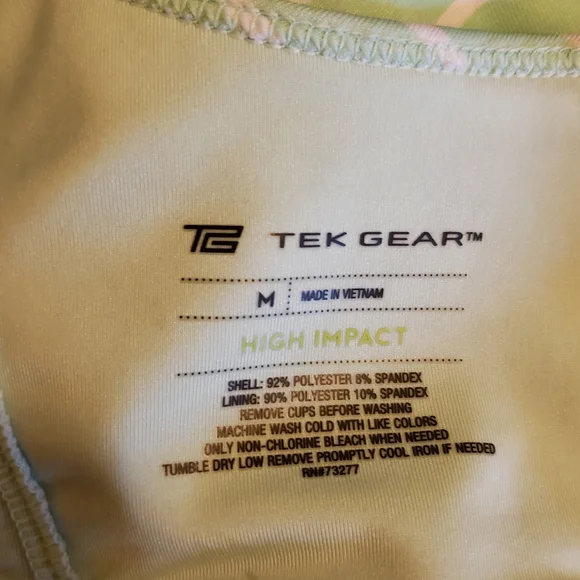 TG TEK GEAR™
M MADE IN VIETNAM
HIGH IMPACT
SHELL: 92% POLYESTER 8% SPANDEX
LINING: 90% POLYESTER 10% SPANDEX
REMOVE CUPS BEFORE WASHING
MACHINE WASH COLD WITH LIKE COLORS
ONLY NON-CHLORINE BLEACH WHEN NEEDED
TUMBLE DRY LOW REMOVE PROMPTLY COOL IRON IF NEEDED
RN#73277